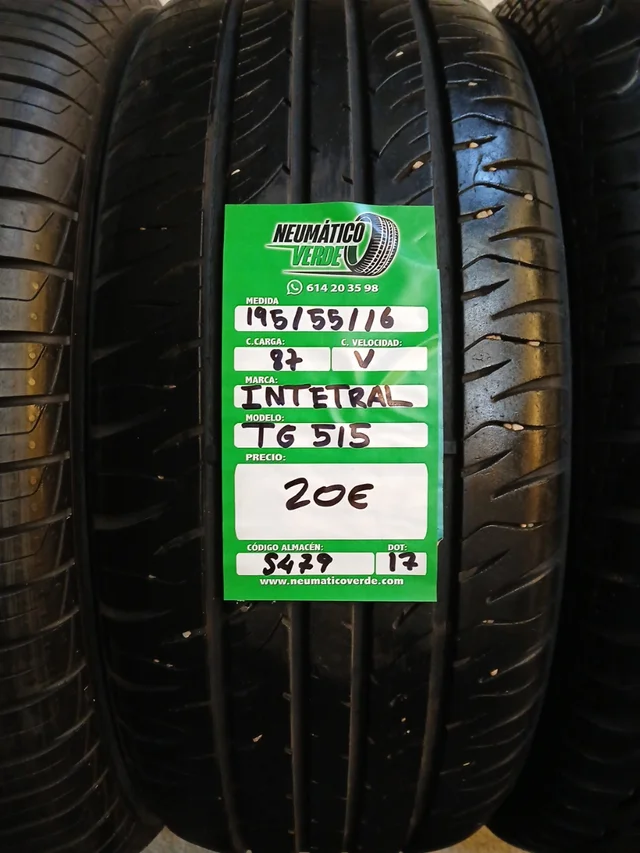 NEUMÁTICO
VERDE
614 20 35 98
MEDIDA
195/55/16
C.CARGA: C. VELOCIDAD:
87 V
MARCA:
INTETRAL
MODELO:
TG 515
PRECIO:
20€
CÓDIGO ALMACÉN: DOT:
S479 17
www.neumaticoverde.com